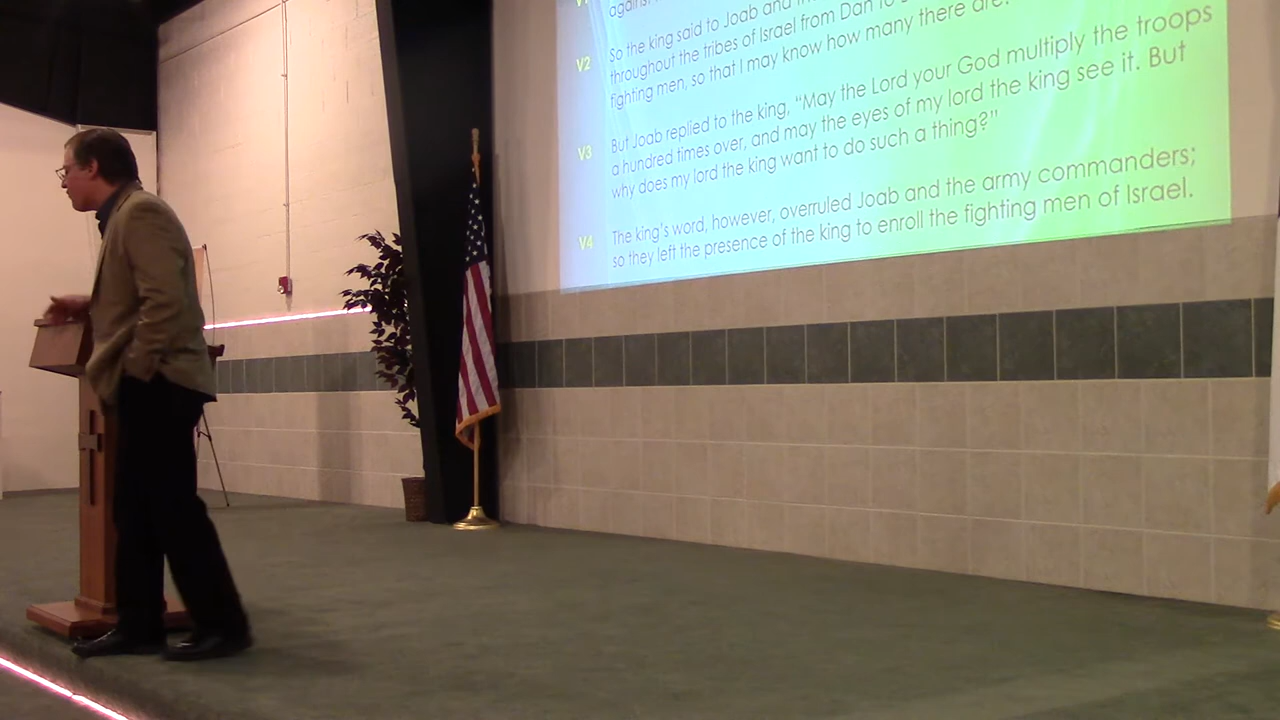 V1 against
V2 So the king said to Joab and
throughout the tribes of Israel from Dan to
fighting men, so that I may know how many there are.
V3 But Joab replied to the king, “May the Lord your God multiply the troops
a hundred times over, and may the eyes of my lord the king see it. But
why does my lord the king want to do such a thing?”
V4 The king’s word, however, overruled Joab and the army commanders;
so they left the presence of the king to enroll the fighting men of Israel.